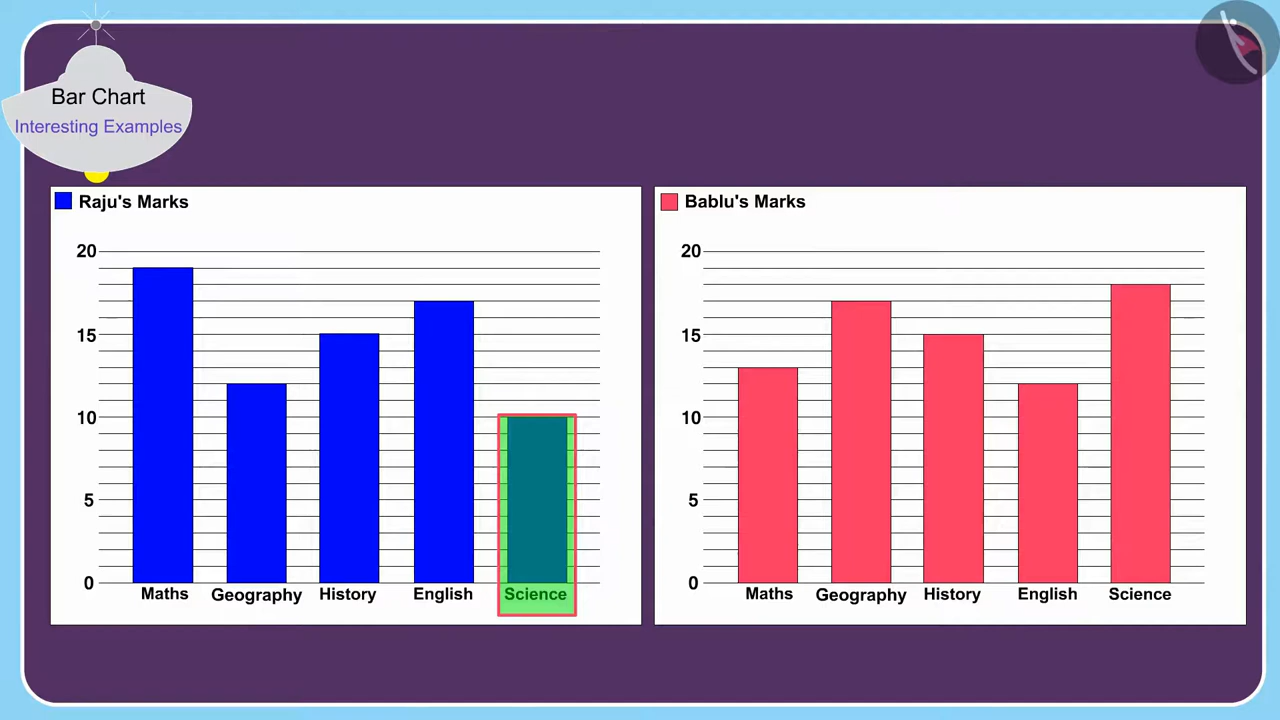 Bar Chart
Interesting Examples
Raju's Marks
20
15
10
5
0
Maths Geography History English Science
Bablu's Marks
20
15
10
5
0
Maths Geography History English Science